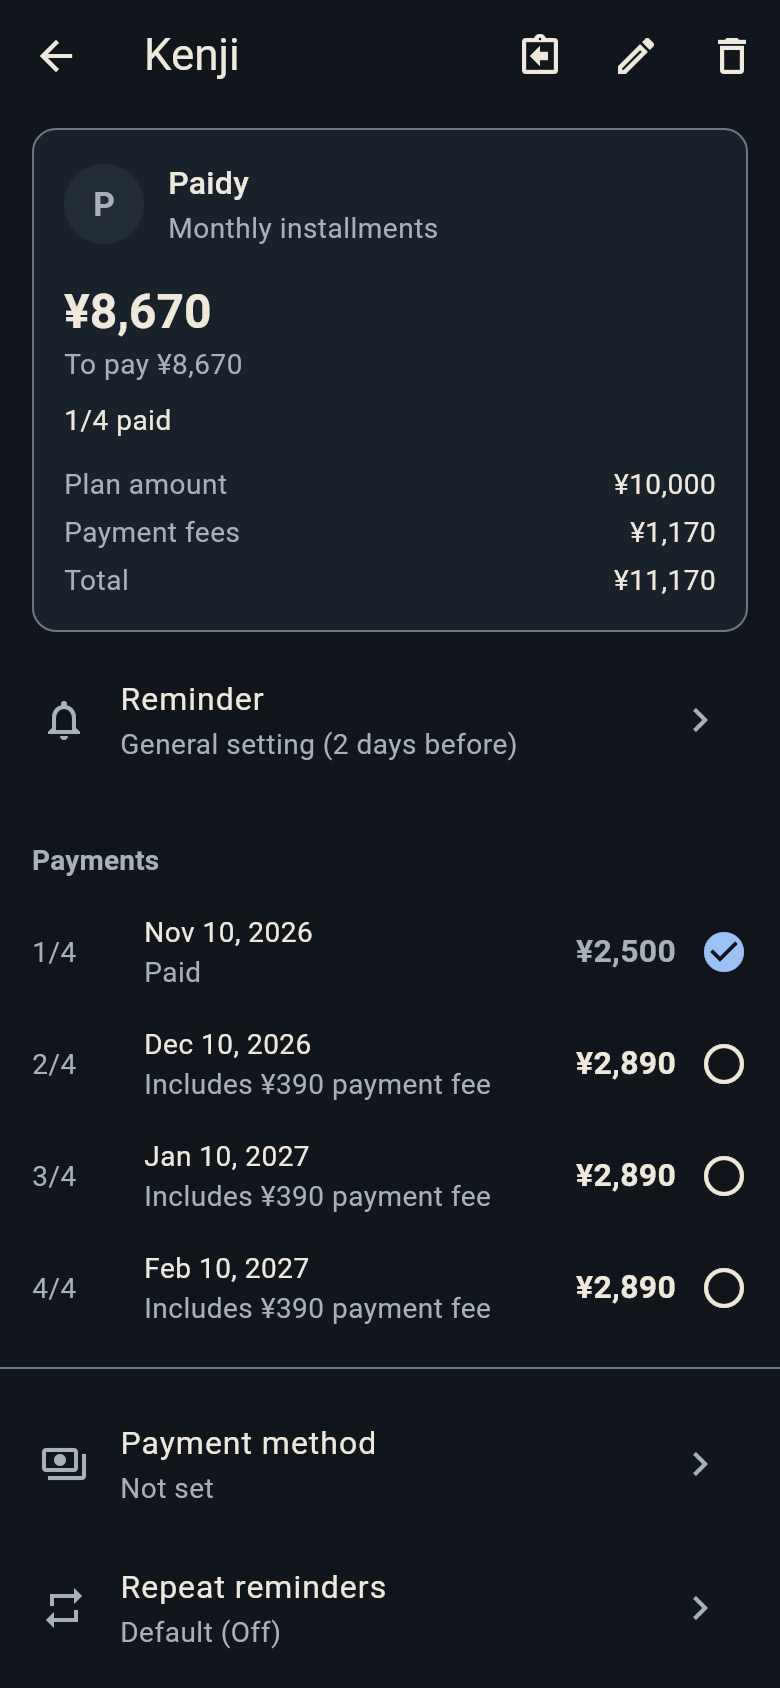 Kenji
P
Paidy
Monthly installments
¥8,670
To pay ¥8,670
1/4 paid
Plan amount ¥10,000
Payment fees ¥1,170
Total ¥11,170
Reminder
General setting (2 days before)
Payments
1/4 Nov 10, 2026 ¥2,500
Paid
2/4 Dec 10, 2026 ¥2,890
Includes ¥390 payment fee
3/4 Jan 10, 2027 ¥2,890
Includes ¥390 payment fee
4/4 Feb 10, 2027 ¥2,890
Includes ¥390 payment fee
Payment method
Not set
Repeat reminders
Default (Off)